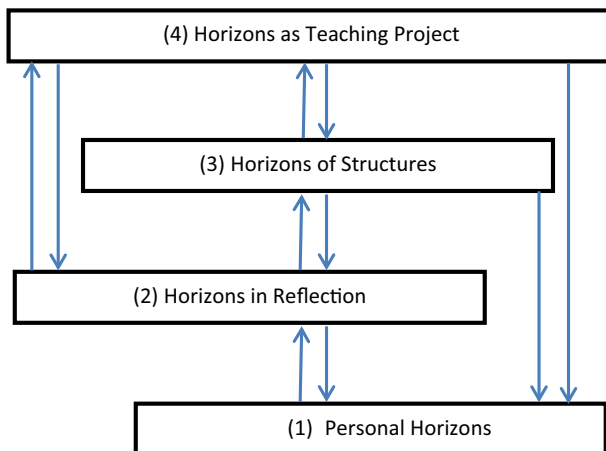 (4) Horizons as Teaching Project
(3) Horizons of Structures
(2) Horizons in Reflection
(1) Personal Horizons